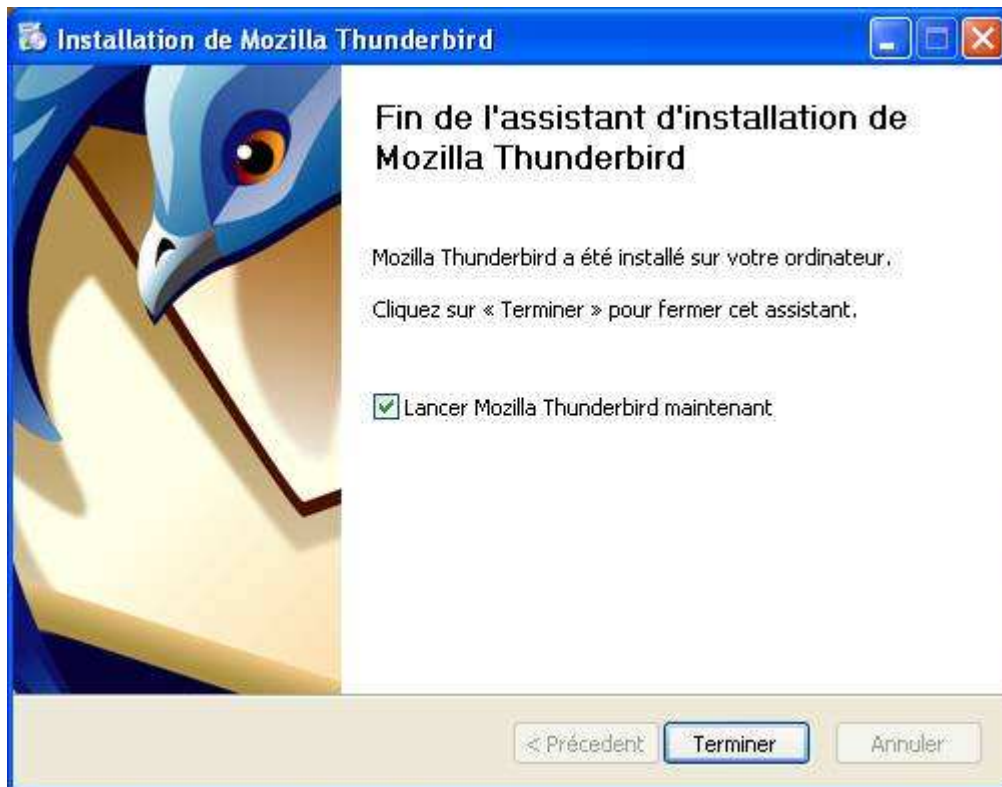 Installation de Mozilla Thunderbird
Fin de l'assistant d'installation de
Mozilla Thunderbird
Mozilla Thunderbird a été installé sur votre ordinateur.
Cliquez sur « Terminer » pour fermer cet assistant.
Lancer Mozilla Thunderbird maintenant
< Précedent
Terminer
Annuler